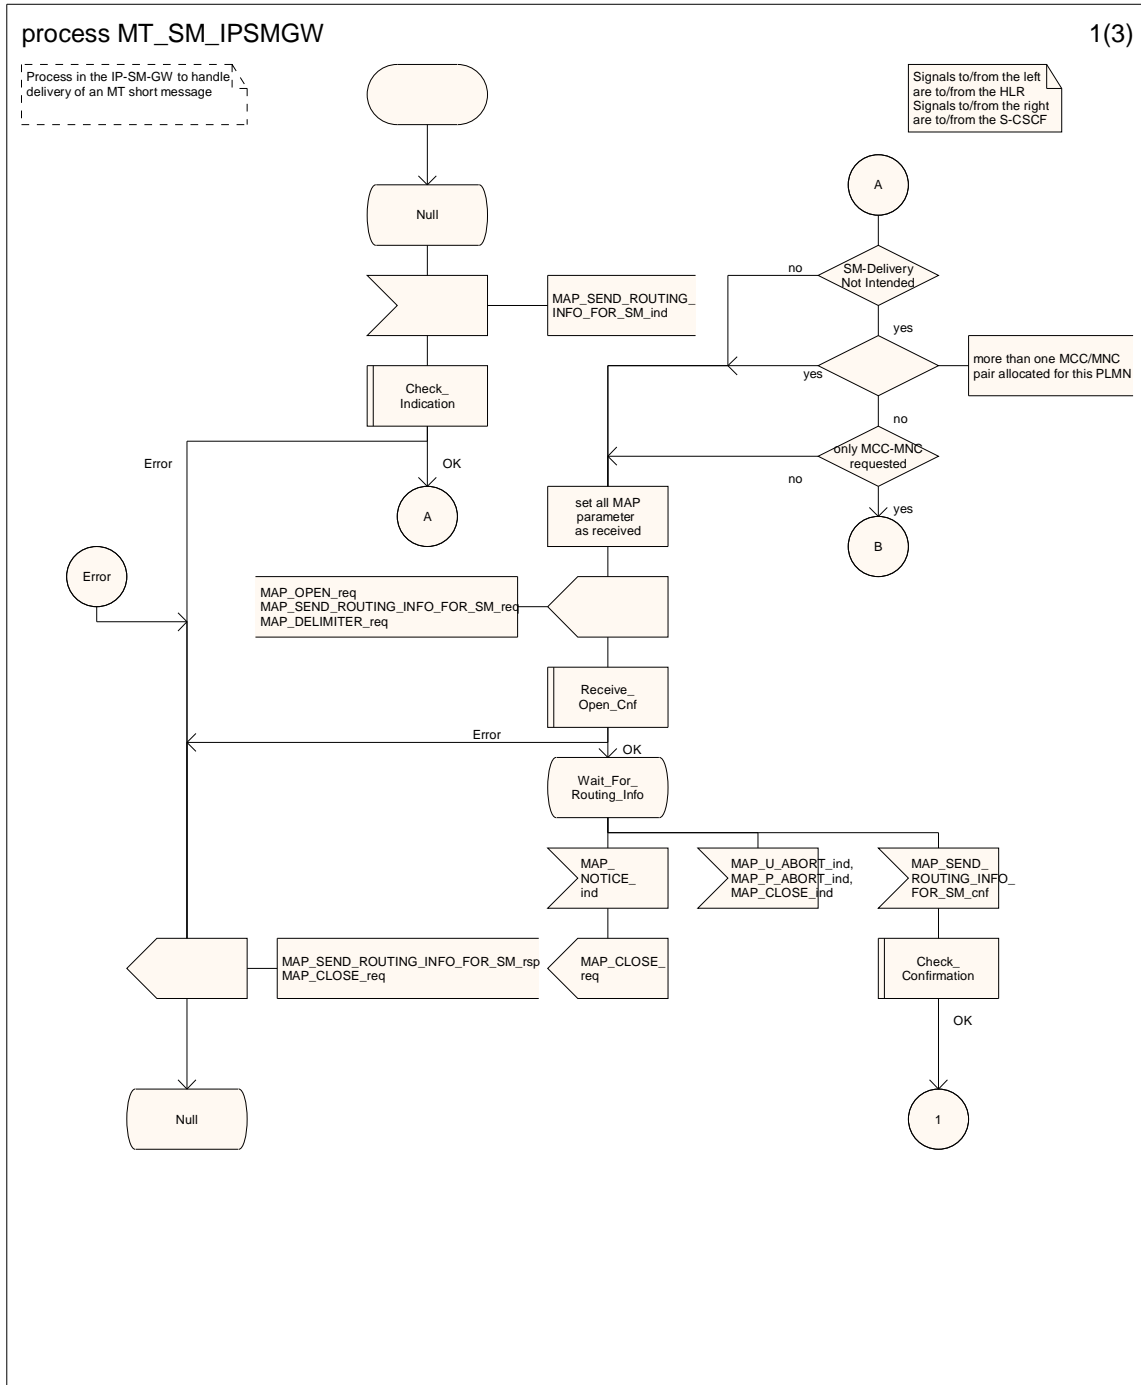 process MT_SM_IPSMGW
1(3)
Process in the IP-SM-GW to handle
delivery of an MT short message
Signals to/from the left
are to/from the HLR
Signals to/from the right
are to/from the S-CSCF
Null
MAP_SEND_ROUTING_
INFO_FOR_SM_ind
Check_
Indication
Error
OK
A
A
SM-Delivery
Not Intended
no
yes
more than one MCC/MNC
pair allocated for this PLMN
yes
no
only MCC-MNC
requested
no
yes
B
set all MAP
parameter
as received
Error
MAP_OPEN_req
MAP_SEND_ROUTING_INFO_FOR_SM_req
MAP_DELIMITER_req
Receive_
Open_Cnf
Error
OK
Wait_For_
Routing_Info
MAP_
NOTICE_
ind
MAP_U_ABORT_ind,
MAP_P_ABORT_ind,
MAP_CLOSE_ind
MAP_SEND_
ROUTING_INFO_
FOR_SM_cnf
MAP_SEND_ROUTING_INFO_FOR_SM_rsp
MAP_CLOSE_req
MAP_CLOSE_
req
Check_
Confirmation
OK
Null
1